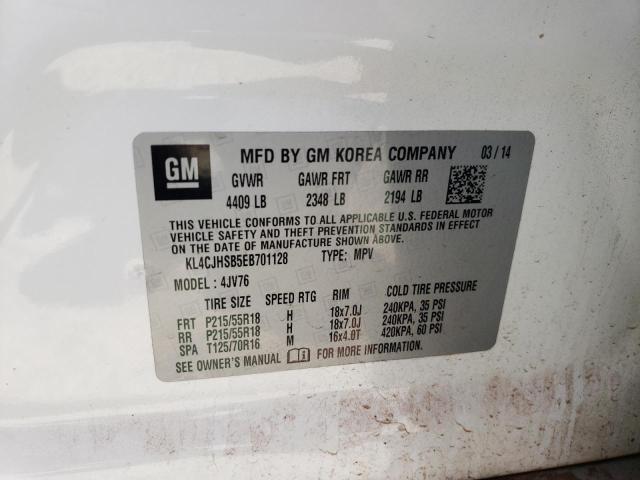 GM MFD BY GM KOREA COMPANY 03 / 14
GVWR GAWR FRT GAWR RR
4409 LB 2348 LB 2194 LB
THIS VEHICLE CONFORMS TO ALL APPLICABLE U.S. FEDERAL MOTOR
VEHICLE SAFETY AND THEFT PREVENTION STANDARDS IN EFFECT
ON THE DATE OF MANUFACTURE SHOWN ABOVE.
KL4CJHSB5EB701128 TYPE: MPV
MODEL : 4JV76
TIRE SIZE SPEED RTG RIM COLD TIRE PRESSURE
FRT P215/55R18 H 18x7.0J 240KPA, 35 PSI
RR P215/55R18 H 18x7.0J 240KPA, 35 PSI
SPA T125/70R16 M 16x4.0T 420KPA, 60 PSI
SEE OWNER'S MANUAL FOR MORE INFORMATION.